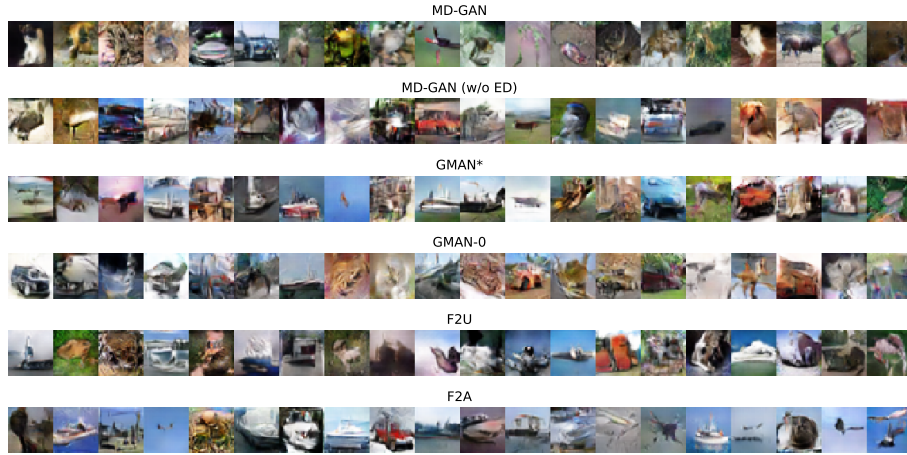 MD-GAN
MD-GAN (w/o ED)
GMAN*
GMAN-0
F2U
F2A